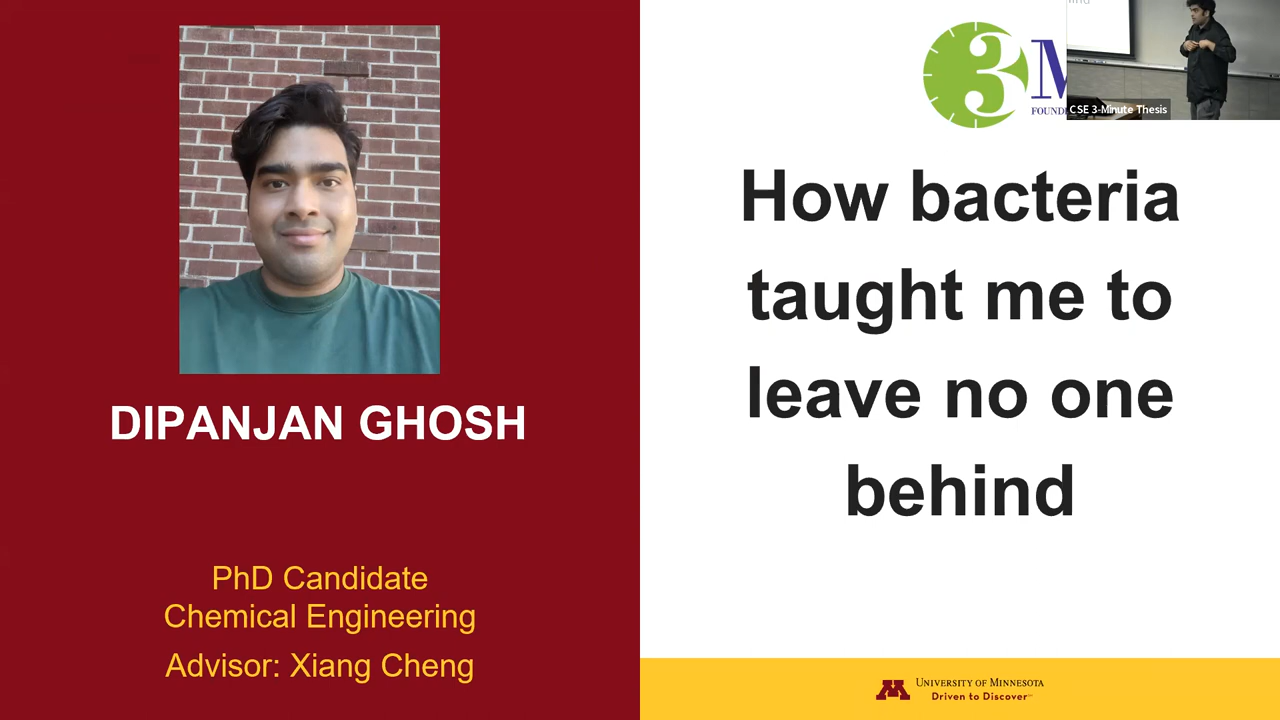 DIPANJAN GHOSH
PhD Candidate
Chemical Engineering
Advisor: Xiang Cheng
3M
CSE 3-Minute Thesis
How bacteria
taught me to
leave no one
behind
UNIVERSITY OF MINNESOTA
Driven to Discover